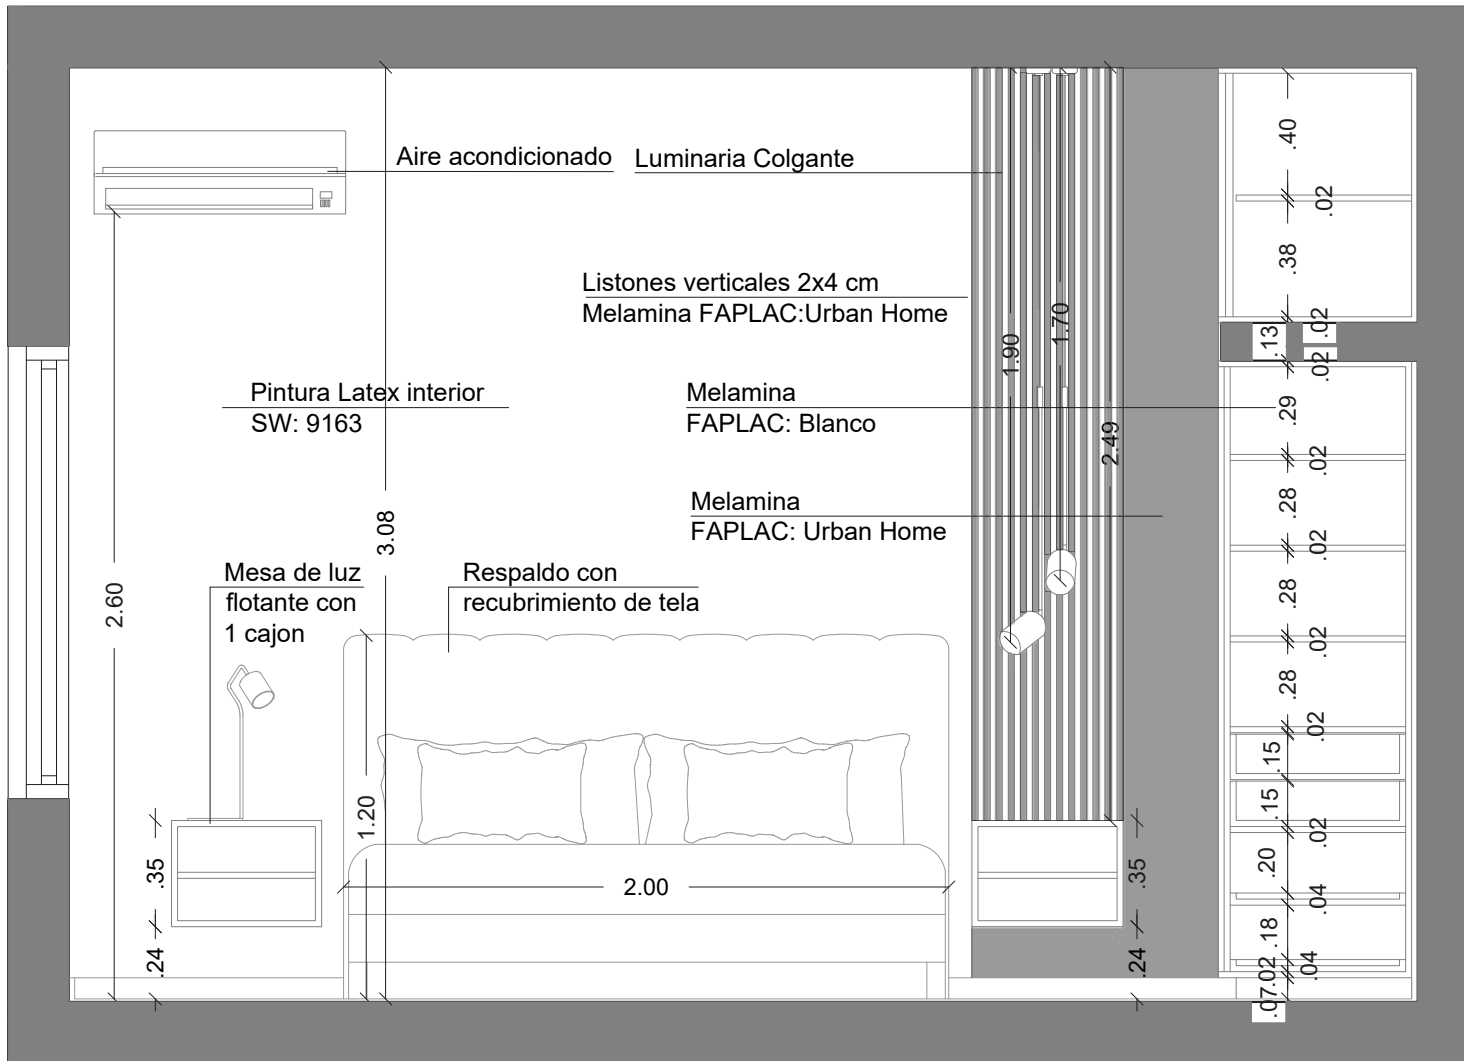 Aire acondicionado
Luminaria Colgante
.40
.02
.38
.02
.13
.02
Listones verticales 2x4 cm
Melamina FAPLAC:Urban Home
1.90
1.70
2.49
Pintura Latex interior
SW: 9163
Melamina
FAPLAC: Blanco
.29
.02
.28
.02
.28
.02
.28
.02
.15
.15
.02
.20
.04
.18
.04
.02
.07
Melamina
FAPLAC: Urban Home
3.08
2.60
Mesa de luz
flotante con
1 cajon
Respaldo con
recubrimiento de tela
1.20
2.00
.35
.24
.35
.24